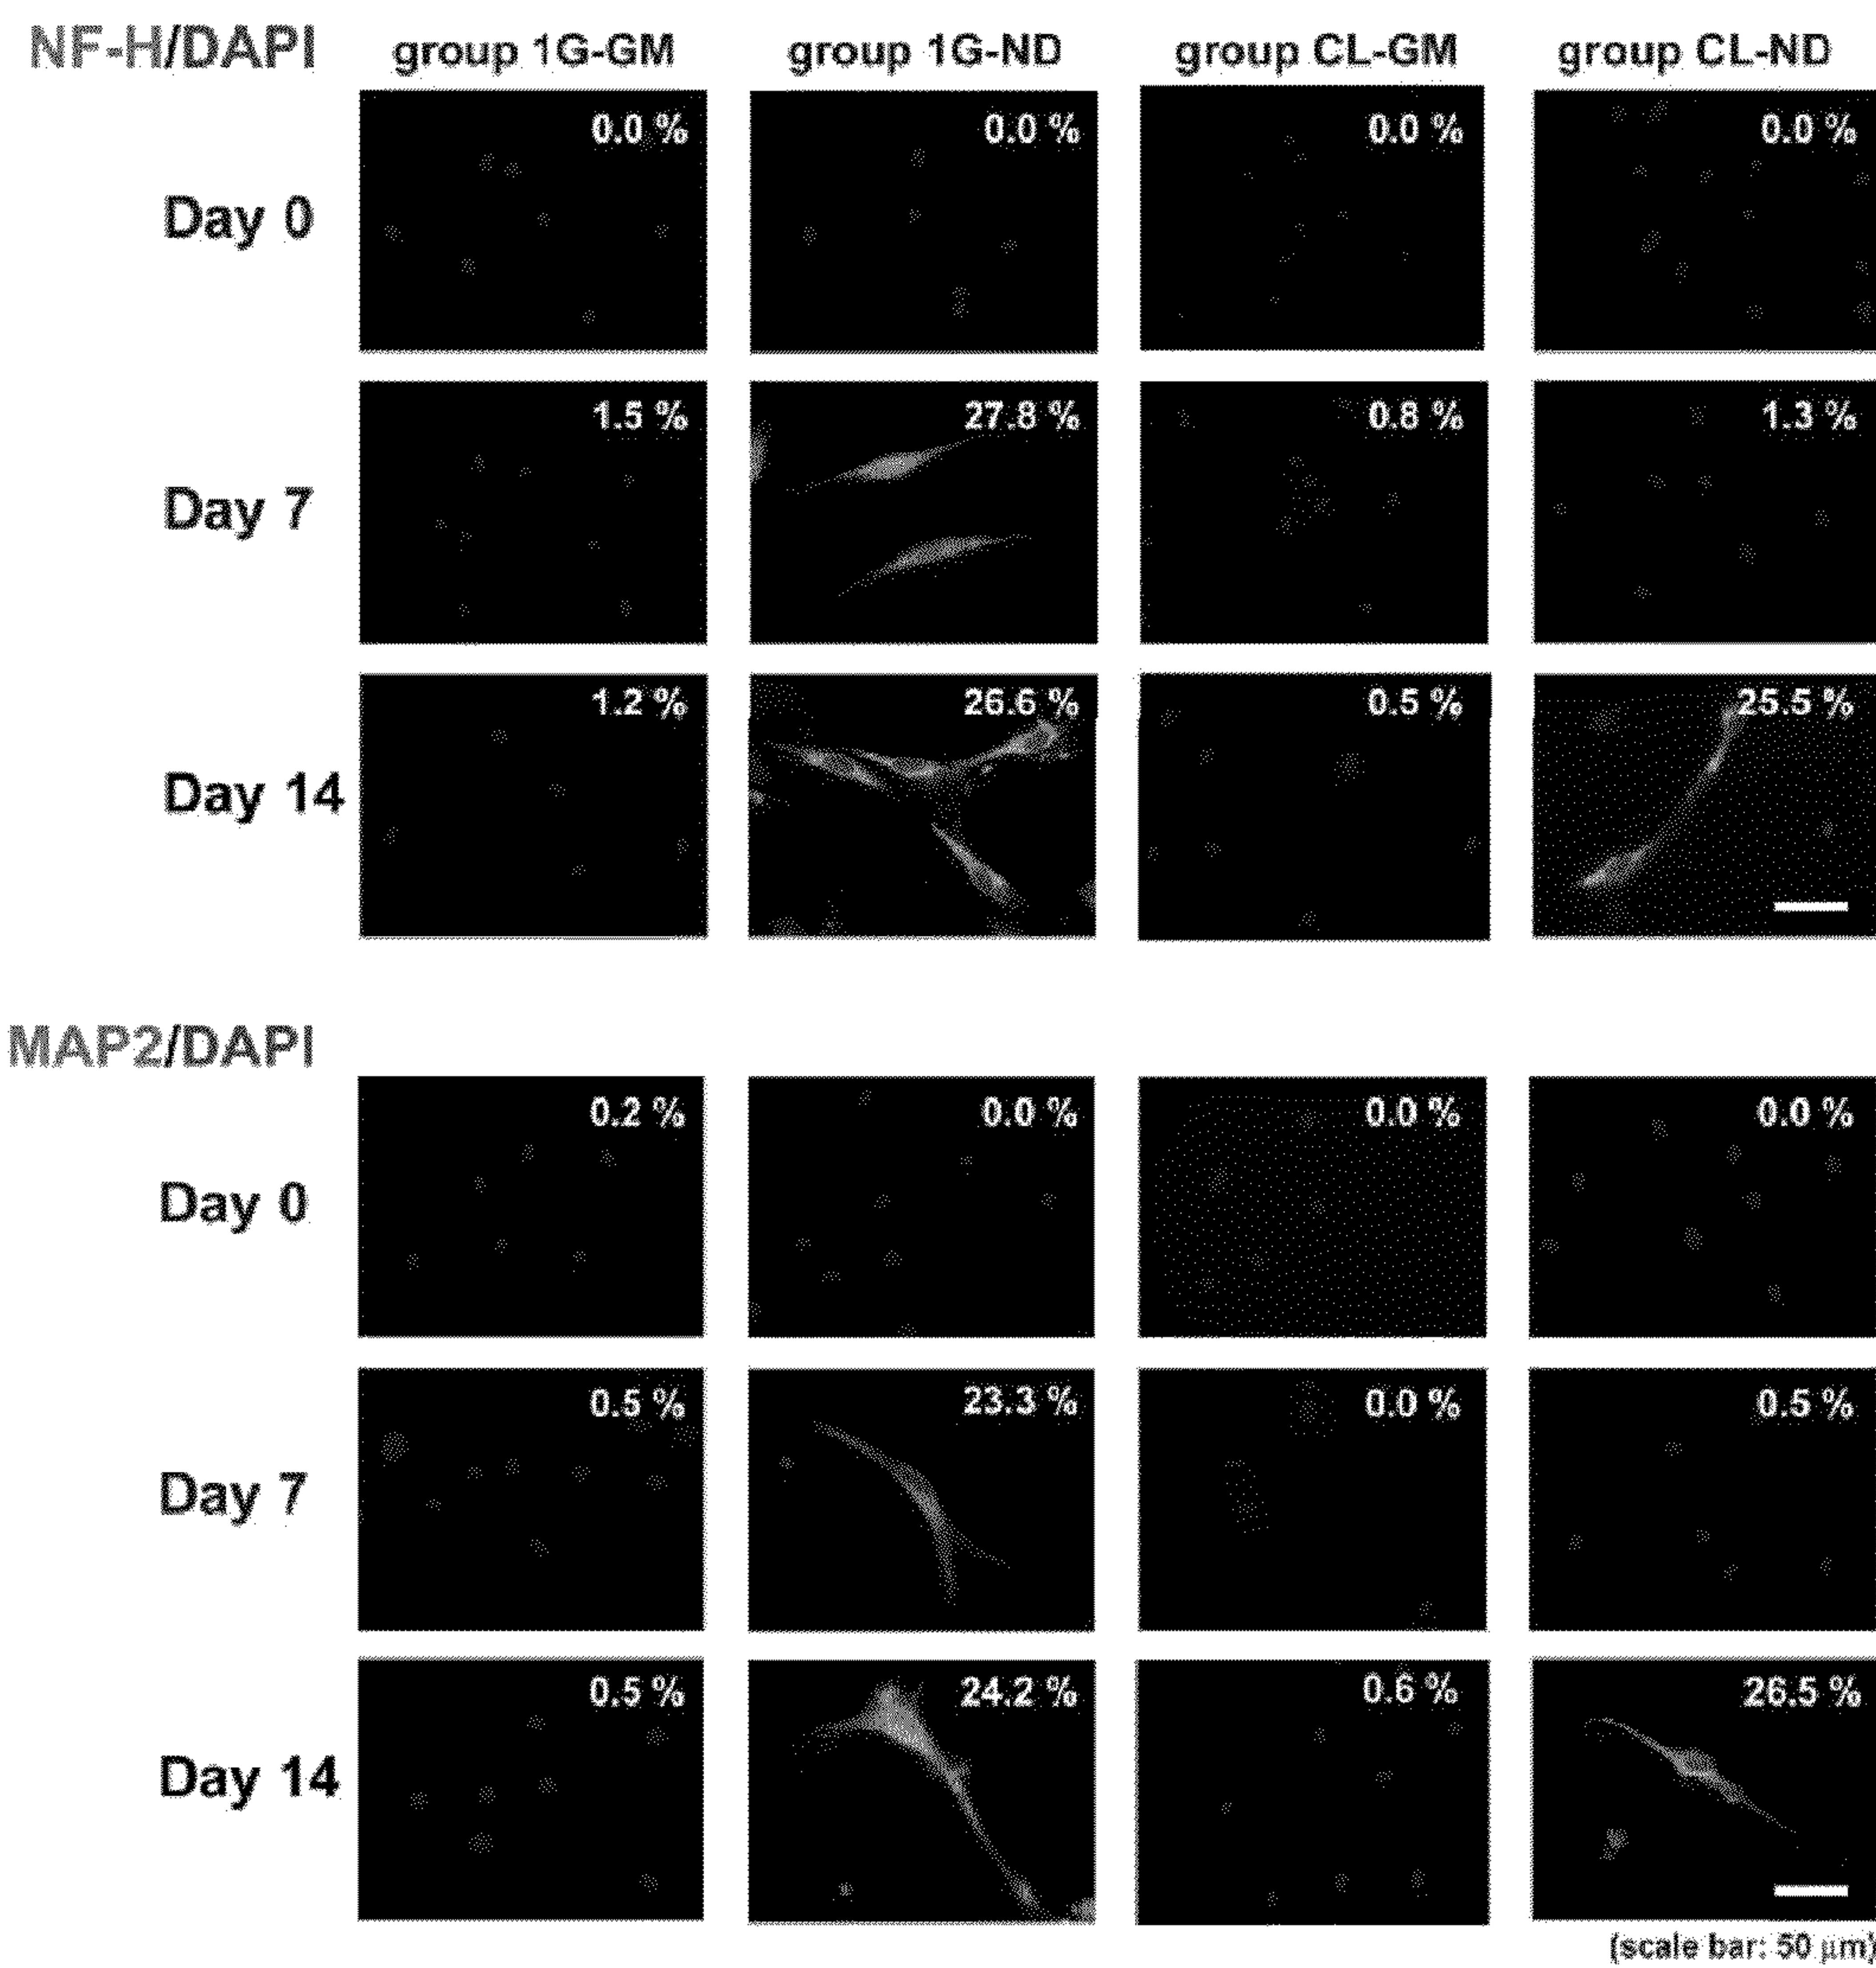 NF-H/DAPI group 1G-GM group 1G-ND group CL-GM group CL-ND
Day 0 0.0 % 0.0 % 0.0 % 0.0 %
Day 7 1.5 % 27.8 % 0.8 % 1.3 %
Day 14 1.2 % 26.6 % 0.5 % 25.5 %
MAP2/DAPI
Day 0 0.2 % 0.0 % 0.0 % 0.0 %
Day 7 0.5 % 23.3 % 0.0 % 0.5 %
Day 14 0.5 % 24.2 % 0.6 % 26.5 %
(scale bar: 50 μm)